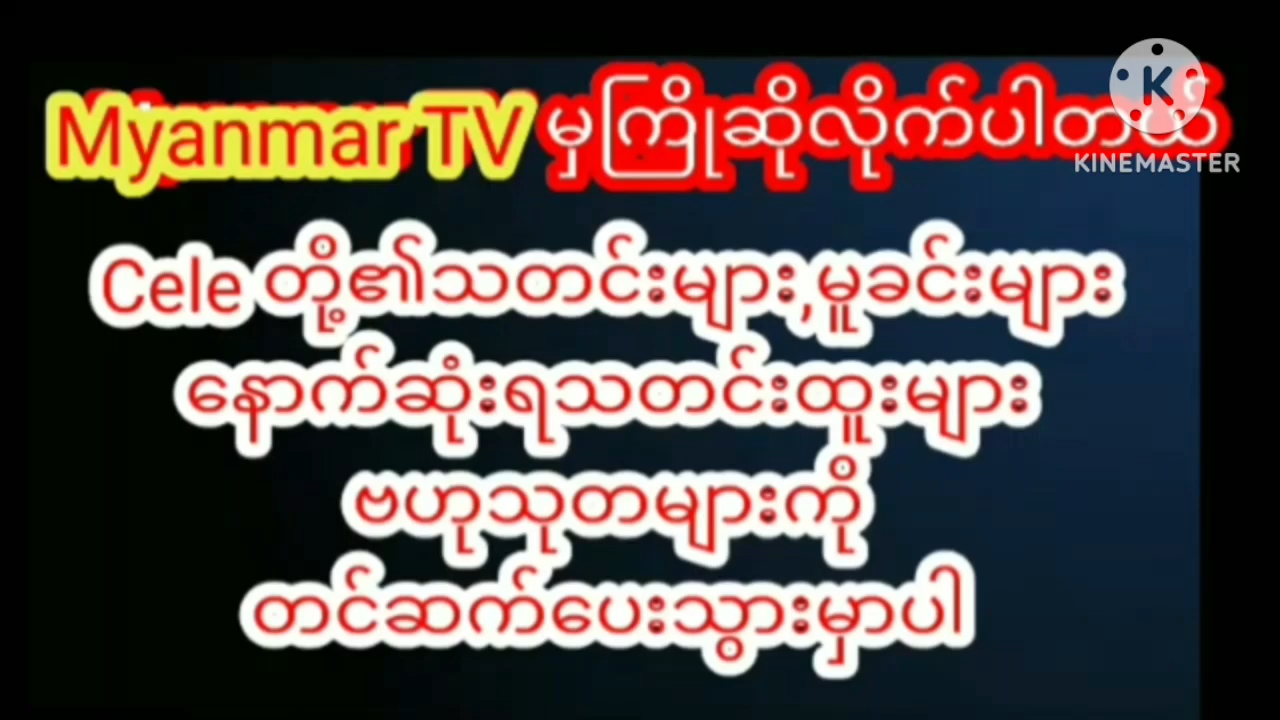 Myanmar TV မှကြိုဆိုလိုက်ပါတယ်
KINEMASTER
Cele တို့၏သတင်းများ,မူခင်းများ
နောက်ဆုံးရသတင်းထူးများ
ဗဟုသုတများကို
တင်ဆက်ပေးသွားမှာပါ